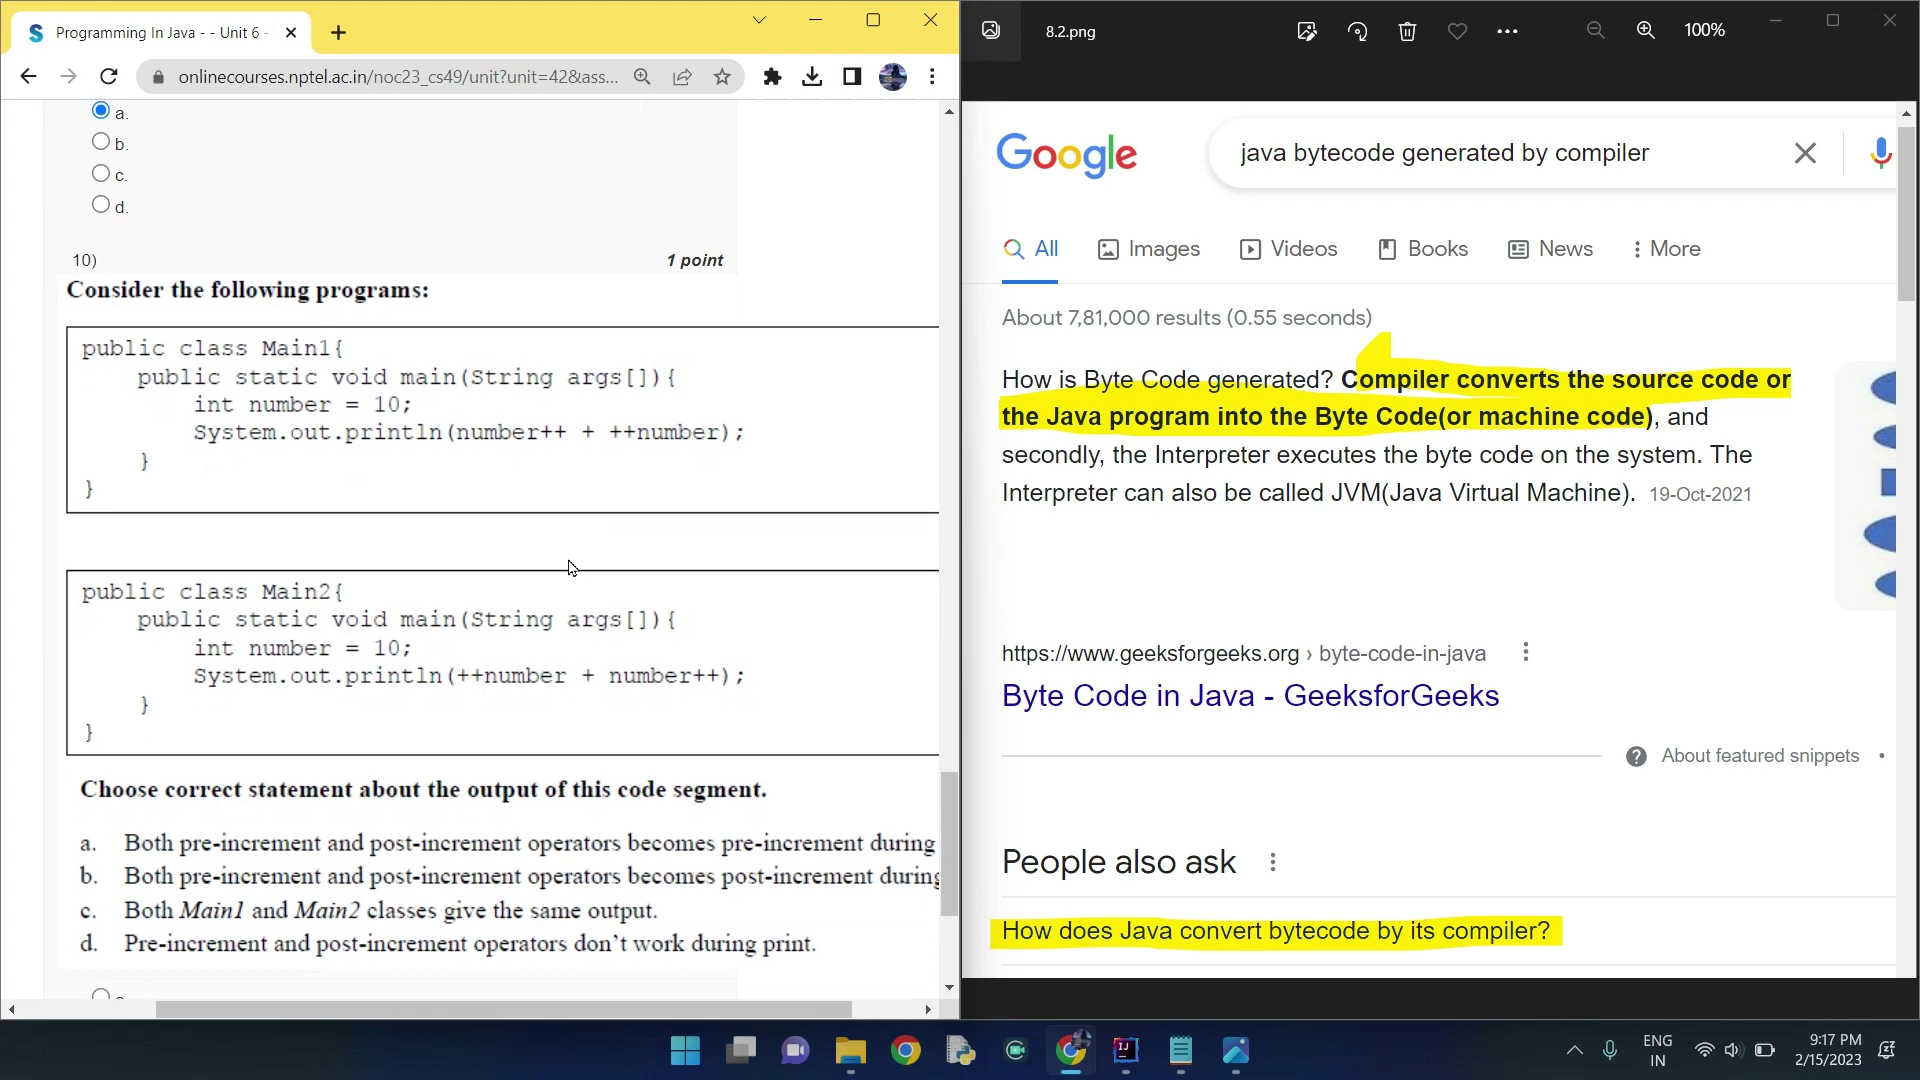 Programming In Java - - Unit 6 -
onlinecourses.nptel.ac.in/noc23_cs49/unit?unit=42&ass...
a.
b.
c.
d.
10)
1 point
Consider the following programs:
public class Main1{
public static void main(String args[]){
int number = 10;
System.out.println(number++ + ++number);
}
}
public class Main2{
public static void main(String args[]){
int number = 10;
System.out.println(++number + number++);
}
}
Choose correct statement about the output of this code segment.
a. Both pre-increment and post-increment operators becomes pre-increment during
b. Both pre-increment and post-increment operators becomes post-increment during
c. Both Main1 and Main2 classes give the same output.
d. Pre-increment and post-increment operators don't work during print.
8.2.png
100%
Google
java bytecode generated by compiler
All
Images
Videos
Books
News
More
About 7,81,000 results (0.55 seconds)
How is Byte Code generated? Compiler converts the source code or
the Java program into the Byte Code(or machine code), and
secondly, the Interpreter executes the byte code on the system. The
Interpreter can also be called JVM(Java Virtual Machine). 19-Oct-2021
https://www.geeksforgeeks.org › byte-code-in-java
Byte Code in Java - GeeksforGeeks
About featured snippets
People also ask
How does Java convert bytecode by its compiler?
ENG
IN
9:17 PM
2/15/2023